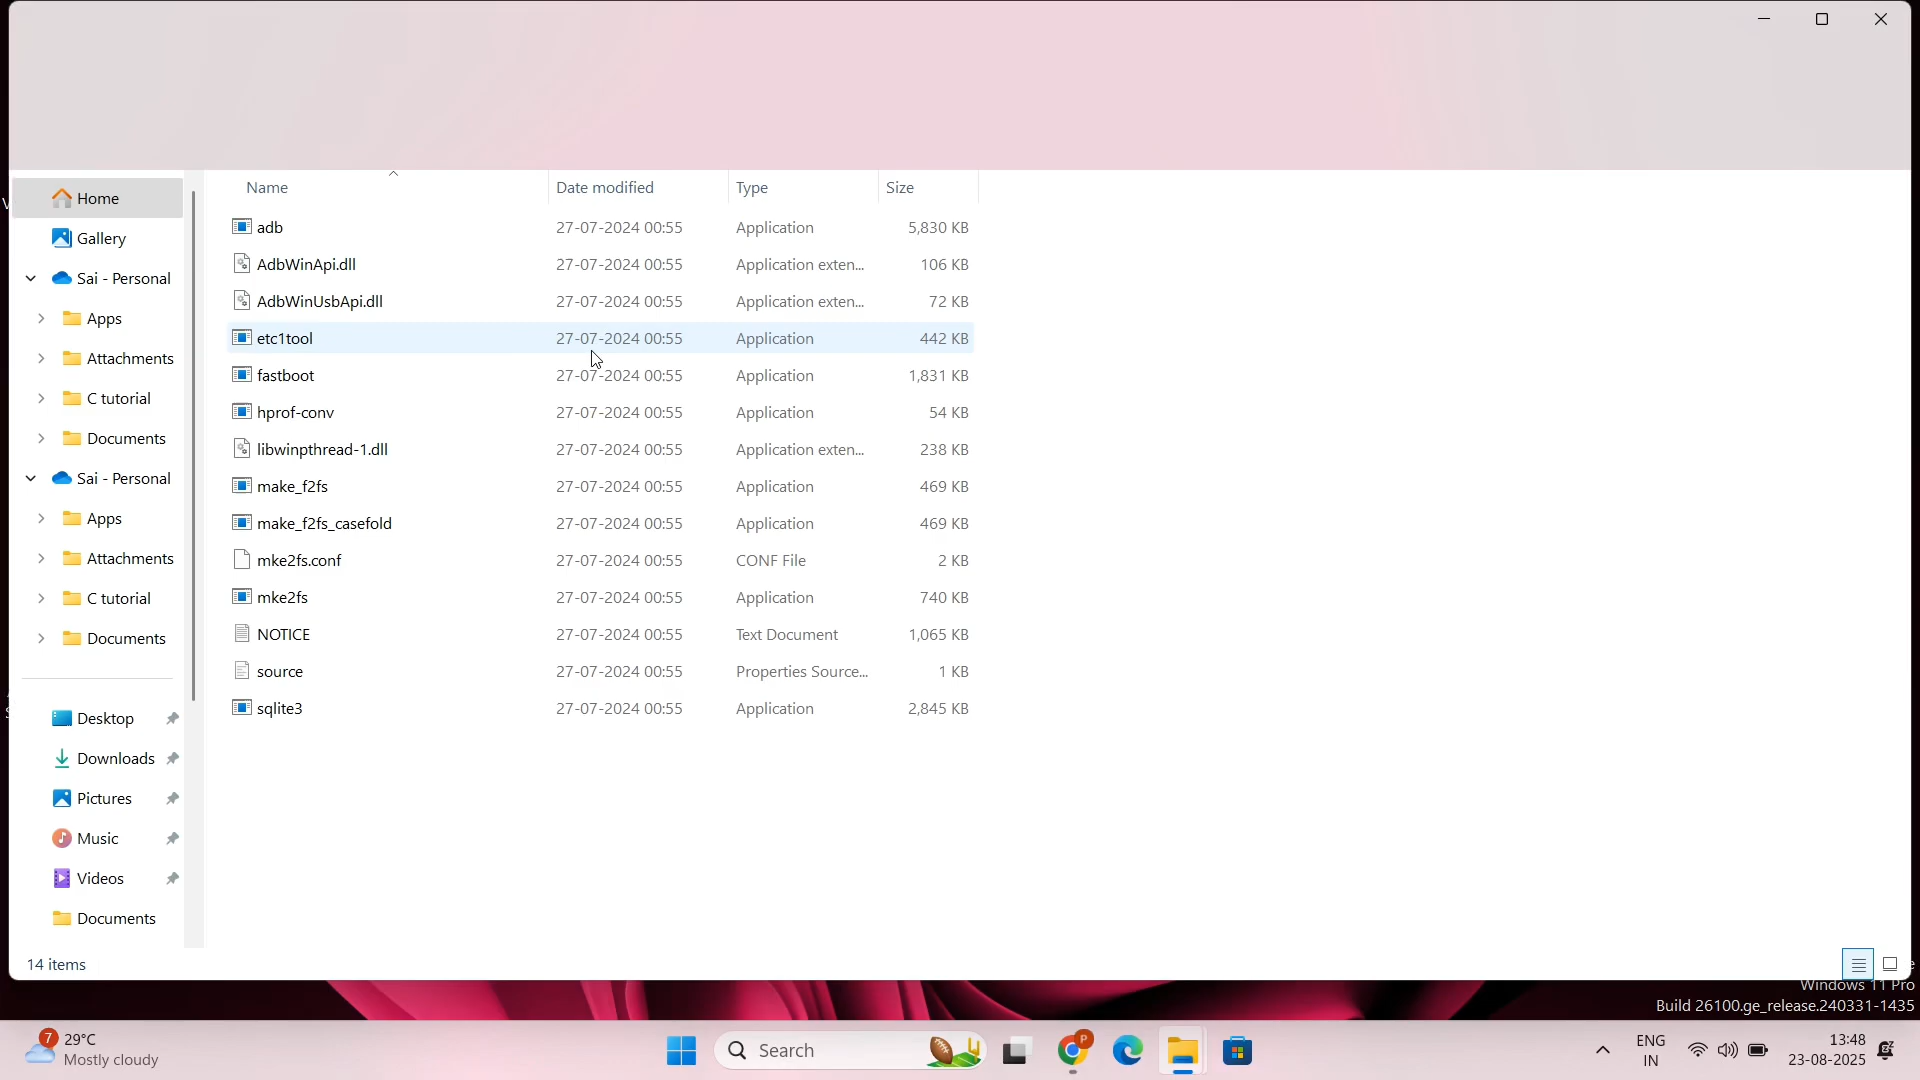 Name Date modified Type Size
Home
Gallery
Sai - Personal
Apps
Attachments
C tutorial
Documents
Sai - Personal
Apps
Attachments
C tutorial
Documents
Desktop
Downloads
Pictures
Music
Videos
Documents
adb 27-07-2024 00:55 Application 5,830 KB
AdbWinApi.dll 27-07-2024 00:55 Application exten... 106 KB
AdbWinUsbApi.dll 27-07-2024 00:55 Application exten... 72 KB
etc1tool 27-07-2024 00:55 Application 442 KB
fastboot 27-07-2024 00:55 Application 1,831 KB
hprof-conv 27-07-2024 00:55 Application 54 KB
libwinpthread-1.dll 27-07-2024 00:55 Application exten... 238 KB
make_f2fs 27-07-2024 00:55 Application 469 KB
make_f2fs_casefold 27-07-2024 00:55 Application 469 KB
mke2fs.conf 27-07-2024 00:55 CONF File 2 KB
mke2fs 27-07-2024 00:55 Application 740 KB
NOTICE 27-07-2024 00:55 Text Document 1,065 KB
source 27-07-2024 00:55 Properties Source... 1 KB
sqlite3 27-07-2024 00:55 Application 2,845 KB
14 items
Windows 11 Pro
Build 26100.ge_release.240331-1435
7
29°C
Mostly cloudy
Search
P
ENG
IN
13:48
23-08-2025